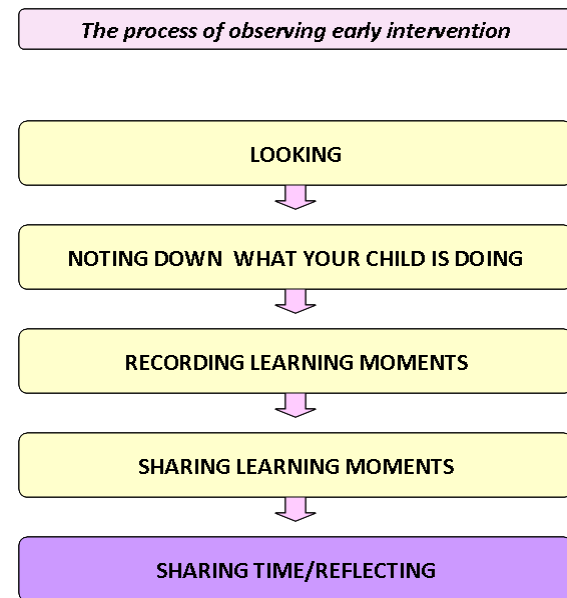 The process of observing early intervention
LOOKING
NOTING DOWN WHAT YOUR CHILD IS DOING
RECORDING LEARNING MOMENTS
SHARING LEARNING MOMENTS
SHARING TIME/REFLECTING